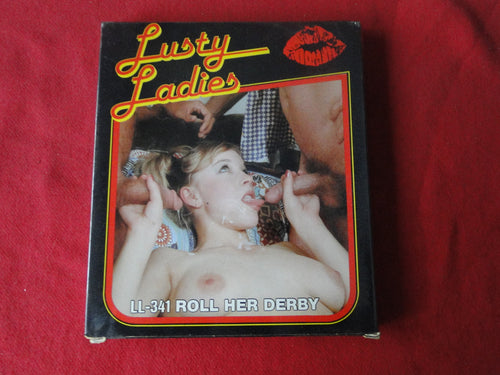 Lusty
Ladies
LL-341 ROLL HER DERBY